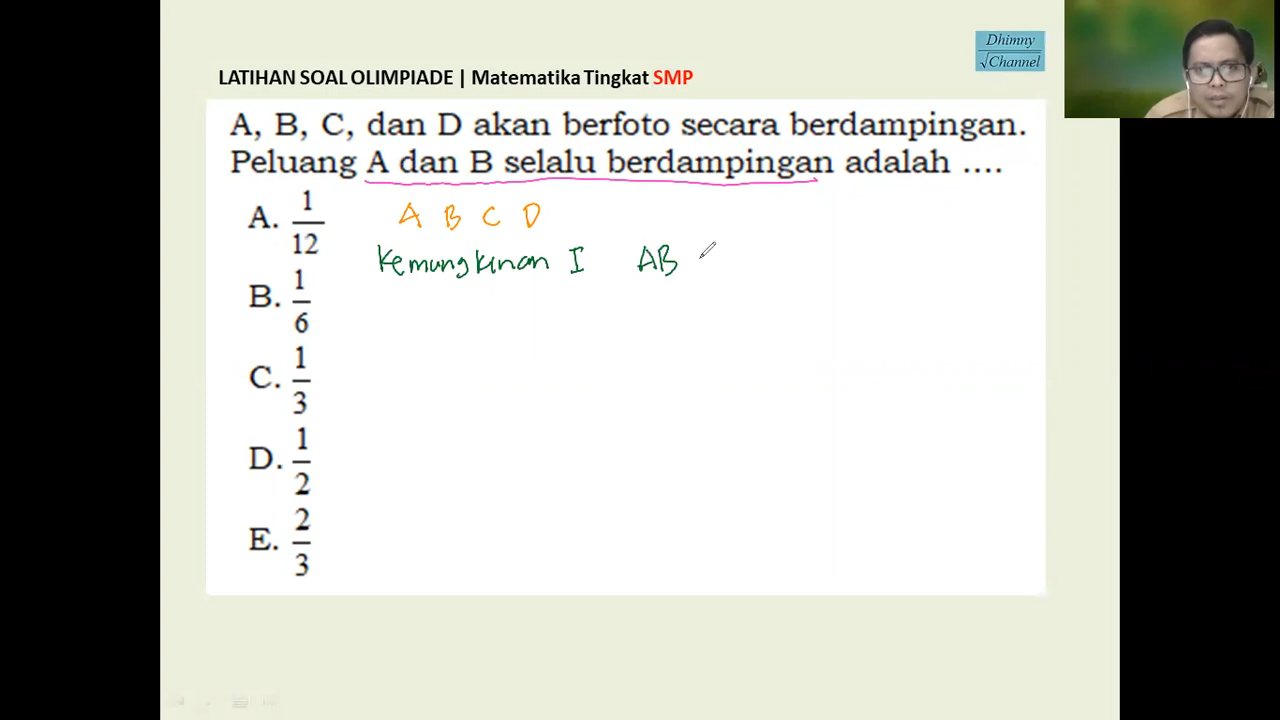 Dhimny
√Channel
LATIHAN SOAL OLIMPIADE | Matematika Tingkat SMP
A, B, C, dan D akan berfoto secara berdampingan.
Peluang A dan B selalu berdampingan adalah ....
A. 1/12
A B C D
Kemungkinan I AB
B. 1/6
C. 1/3
D. 1/2
E. 2/3